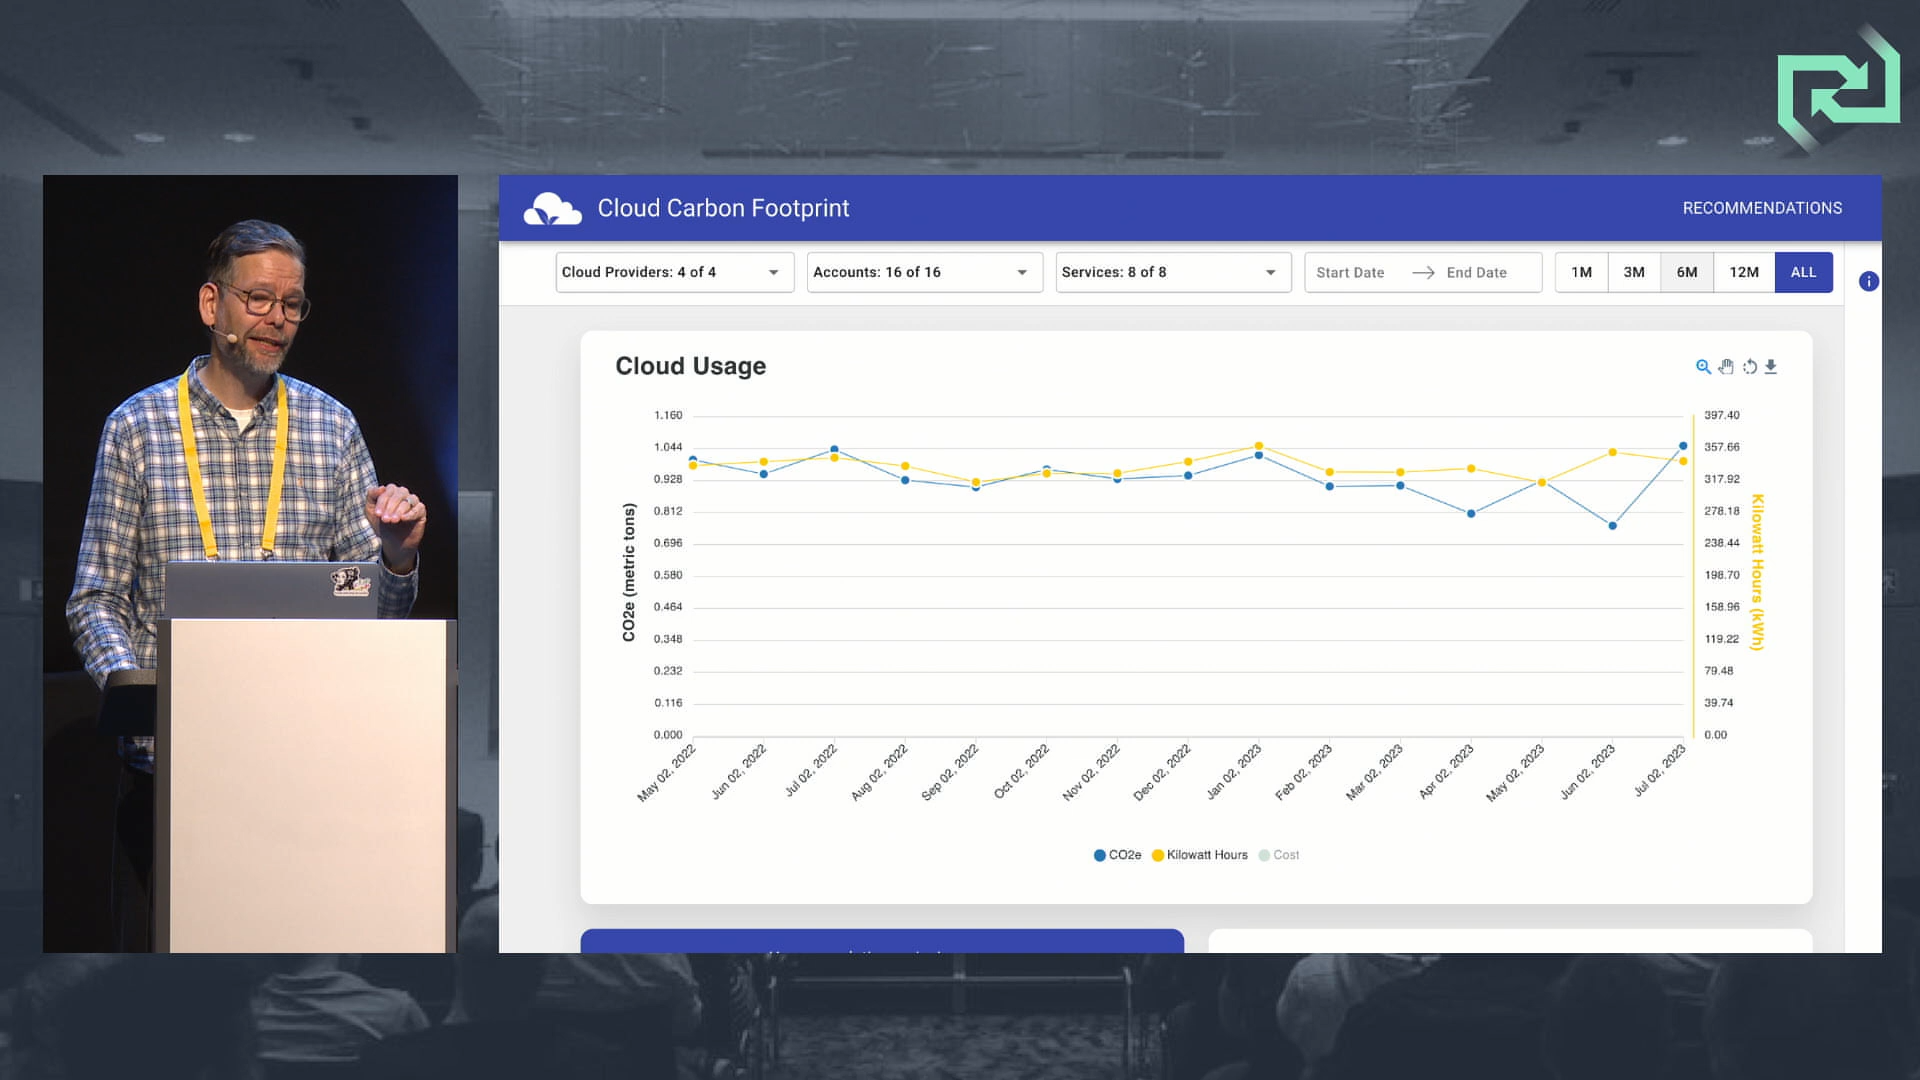 Cloud Carbon Footprint
RECOMMENDATIONS
Cloud Providers: 4 of 4
Accounts: 16 of 16
Services: 8 of 8
Start Date
End Date
1M
3M
6M
12M
ALL
Cloud Usage
1.160
1.044
0.928
0.812
0.696
0.580
0.464
0.348
0.232
0.116
0.000
CO2e (metric tons)
397.40
357.66
317.92
278.18
238.44
198.70
158.96
119.22
79.48
39.74
0.00
Kilowatt Hours (kWh)
May 02, 2022
Jun 02, 2022
Jul 02, 2022
Aug 02, 2022
Sep 02, 2022
Oct 02, 2022
Nov 02, 2022
Dec 02, 2022
Jan 02, 2023
Feb 02, 2023
Mar 02, 2023
Apr 02, 2023
May 02, 2023
Jun 02, 2023
Jul 02, 2023
CO2e
Kilowatt Hours
Cost